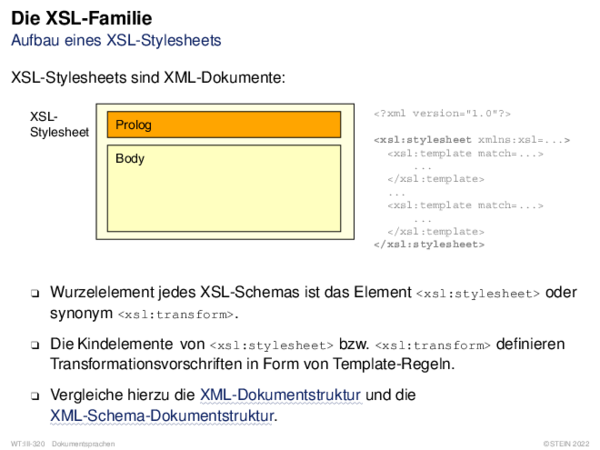 Die XSL-Familie
Aufbau eines XSL-Stylesheets
XSL-Stylesheets sind XML-Dokumente:
XSL-
Stylesheet
Prolog
Body
<?xml version="1.0"?>
<xsl:stylesheet xmlns:xsl=...>
<xsl:template match=...>
...
</xsl:template>
...
<xsl:template match=...>
...
</xsl:template>
</xsl:stylesheet>
❑ Wurzelelement jedes XSL-Schemas ist das Element <xsl:stylesheet> oder
synonym <xsl:transform>.
❑ Die Kindelemente von <xsl:stylesheet> bzw. <xsl:transform> definieren
Transformationsvorschriften in Form von Template-Regeln.
❑ Vergleiche hierzu die XML-Dokumentstruktur und die
XML-Schema-Dokumentstruktur.
WT:III-320 Dokumentsprachen
©STEIN 2022